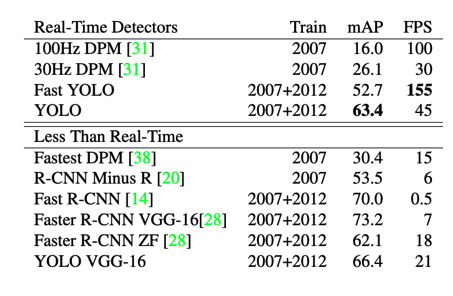 Real-Time Detectors Train mAP FPS
100Hz DPM [31] 2007 16.0 100
30Hz DPM [31] 2007 26.1 30
Fast YOLO 2007+2012 52.7 155
YOLO 2007+2012 63.4 45
Less Than Real-Time
Fastest DPM [38] 2007 30.4 15
R-CNN Minus R [20] 2007 53.5 6
Fast R-CNN [14] 2007+2012 70.0 0.5
Faster R-CNN VGG-16[28] 2007+2012 73.2 7
Faster R-CNN ZF [28] 2007+2012 62.1 18
YOLO VGG-16 2007+2012 66.4 21